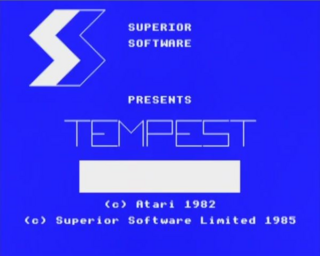 SUPERIOR
SOFTWARE
PRESENTS
TEMPEST
(c) Atari 1982
(c) Superior Software Limited 1985